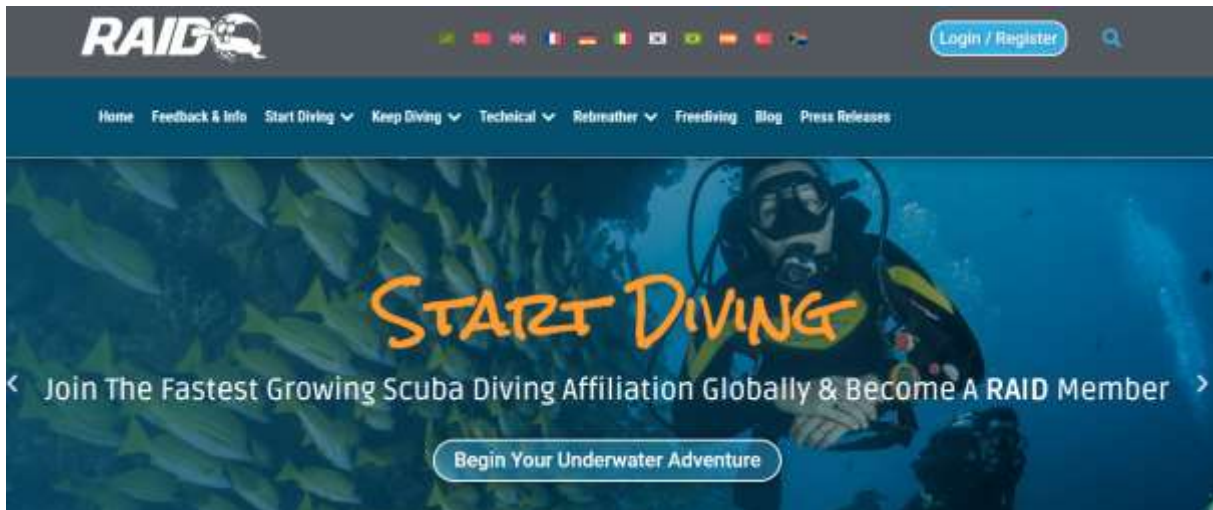 RAID
Login / Register
Home Feedback & Info Start Diving Keep Diving Technical Rebreather Freediving Blog Press Releases
START DIVING
Join The Fastest Growing Scuba Diving Affiliation Globally & Become A RAID Member
Begin Your Underwater Adventure